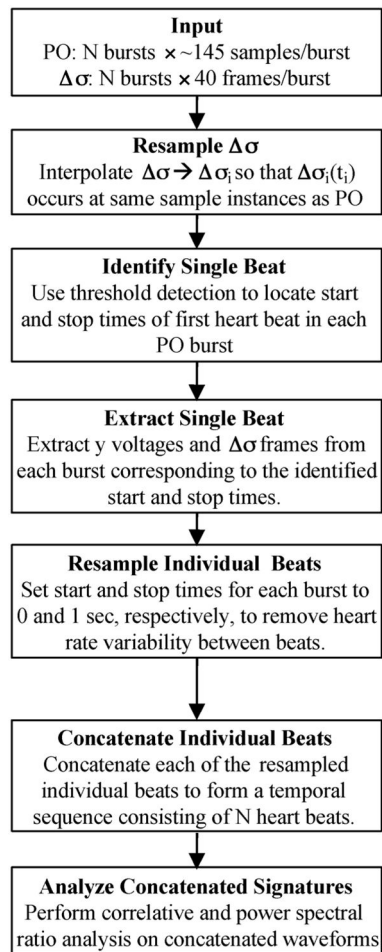 Input
PO: N bursts × ~145 samples/burst
Δσ: N bursts × 40 frames/burst
Resample Δσ
Interpolate Δσ → Δσᵢ so that Δσᵢ(tᵢ)
occurs at same sample instances as PO
Identify Single Beat
Use threshold detection to locate start
and stop times of first heart beat in each
PO burst
Extract Single Beat
Extract y voltages and Δσ frames from
each burst corresponding to the identified
start and stop times.
Resample Individual Beats
Set start and stop times for each burst to
0 and 1 sec, respectively, to remove heart
rate variability between beats.
Concatenate Individual Beats
Concatenate each of the resampled
individual beats to form a temporal
sequence consisting of N heart beats.
Analyze Concatenated Signatures
Perform correlative and power spectral
ratio analysis on concatenated waveforms